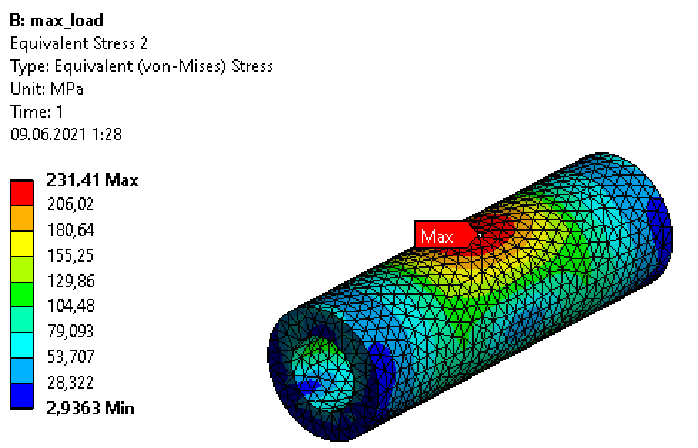 B: max_load
Equivalent Stress 2
Type: Equivalent (von-Mises) Stress
Unit: MPa
Time: 1
09.06.2021 1:28
231,41 Max
206,02
180,64
155,25
129,86
104,48
79,093
53,707
28,322
2,9363 Min
Max